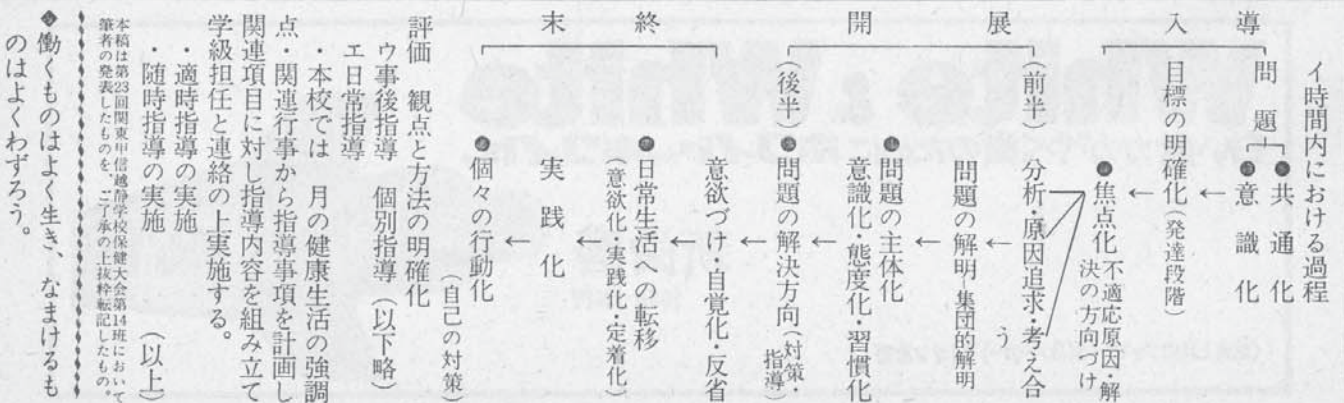 イ時間内における過程
導入
問題
●共通化
●意識化
←
目標の明確化(発達段階)
←
●焦点化 不適応原因・解
決の方向づけ
展開
(前半)
分析・原因追求・考え合
う
←
問題の解明―集団的解明
←
●問題の主体化
意識化・態度化・習慣化
←
(後半)
●問題の解決方向(対策・
指導)
←
終末
意欲づけ・自覚化・反省
←
●日常生活への転移
(意欲化・実践化・定着化)
←
実践化
←
●個々の行動化
(自己の対策)
評価 観点と方法の明確化
ウ事後指導 個別指導(以下略)
エ日常指導
・本校では 月の健康生活の強調
点・関連行事から指導事項を計画し
関連項目に対し指導内容を組み立て
学級担任と連絡の上実施する。
・適時指導の実施
・随時指導の実施
(以上)
本稿は第23回関東甲信越静学校保健大会第14班において
筆者の発表したものを、ご了承の上抜粋転記したもの。
◆働くものはよく生き、なまけるも
のはよくわずろう。